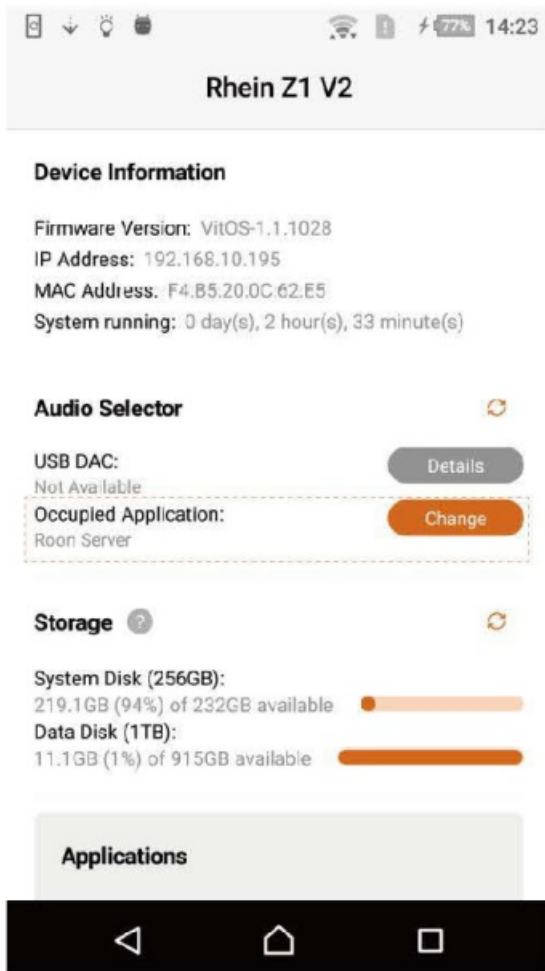 77% 14:23
Rhein Z1 V2
Device Information
Firmware Version: VitOS-1.1.1028
IP Address: 192.168.10.195
MAC Address: F4.B5.20.0C.62.E5
System running: 0 day(s), 2 hour(s), 33 minute(s)
Audio Selector
USB DAC:
Details
Not Available
Occupied Application:
Change
Roon Server
Storage ?
System Disk (256GB):
219.1GB (94%) of 232GB available
Data Disk (1TB):
11.1GB (1%) of 915GB available
Applications